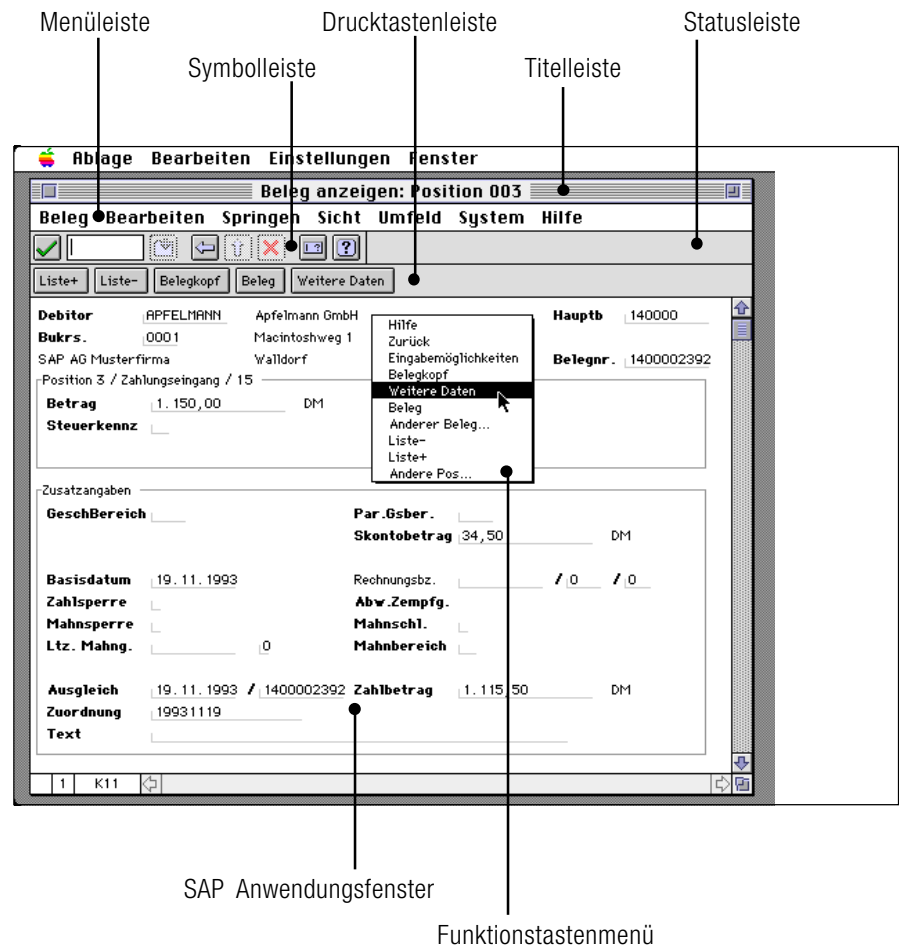 Menüleiste Drucktastenleiste Statusleiste
Symbolleiste Titelleiste
Ablage Bearbeiten Einstellungen Fenster
Beleg anzeigen: Position 003
Beleg Bearbeiten Springen Sicht Umfeld System Hilfe
Liste+ Liste- Belegkopf Beleg Weitere Daten
Debitor APFELMANN Apfelmann GmbH Hauptb 140000
Bukrs. 0001 Macintoshweg 1
SAP AG Musterfirma Walldorf Belegnr. 1400002392
Hilfe
Zurück
Eingabemöglichkeiten
Belegkopf
Weitere Daten
Beleg
Anderer Beleg...
Liste-
Liste+
Andere Pos...
Position 3 / Zahlungseingang / 15
Betrag 1.150,00 DM
Steuerkennz
Zusatzangaben
GeschBereich Par.Gsber.
Skontobetrag 34,50 DM
Basisdatum 19.11.1993 Rechnungsbz. / 0 / 0
Zahlsperre Abw.Zempfg.
Mahnsperre Mahnschl.
Ltz. Mahng. 0 Mahnbereich
Ausgleich 19.11.1993 / 1400002392 Zahlbetrag 1.115,50 DM
Zuordnung 19931119
Text
1 K11
SAP Anwendungsfenster
Funktionstastenmenü